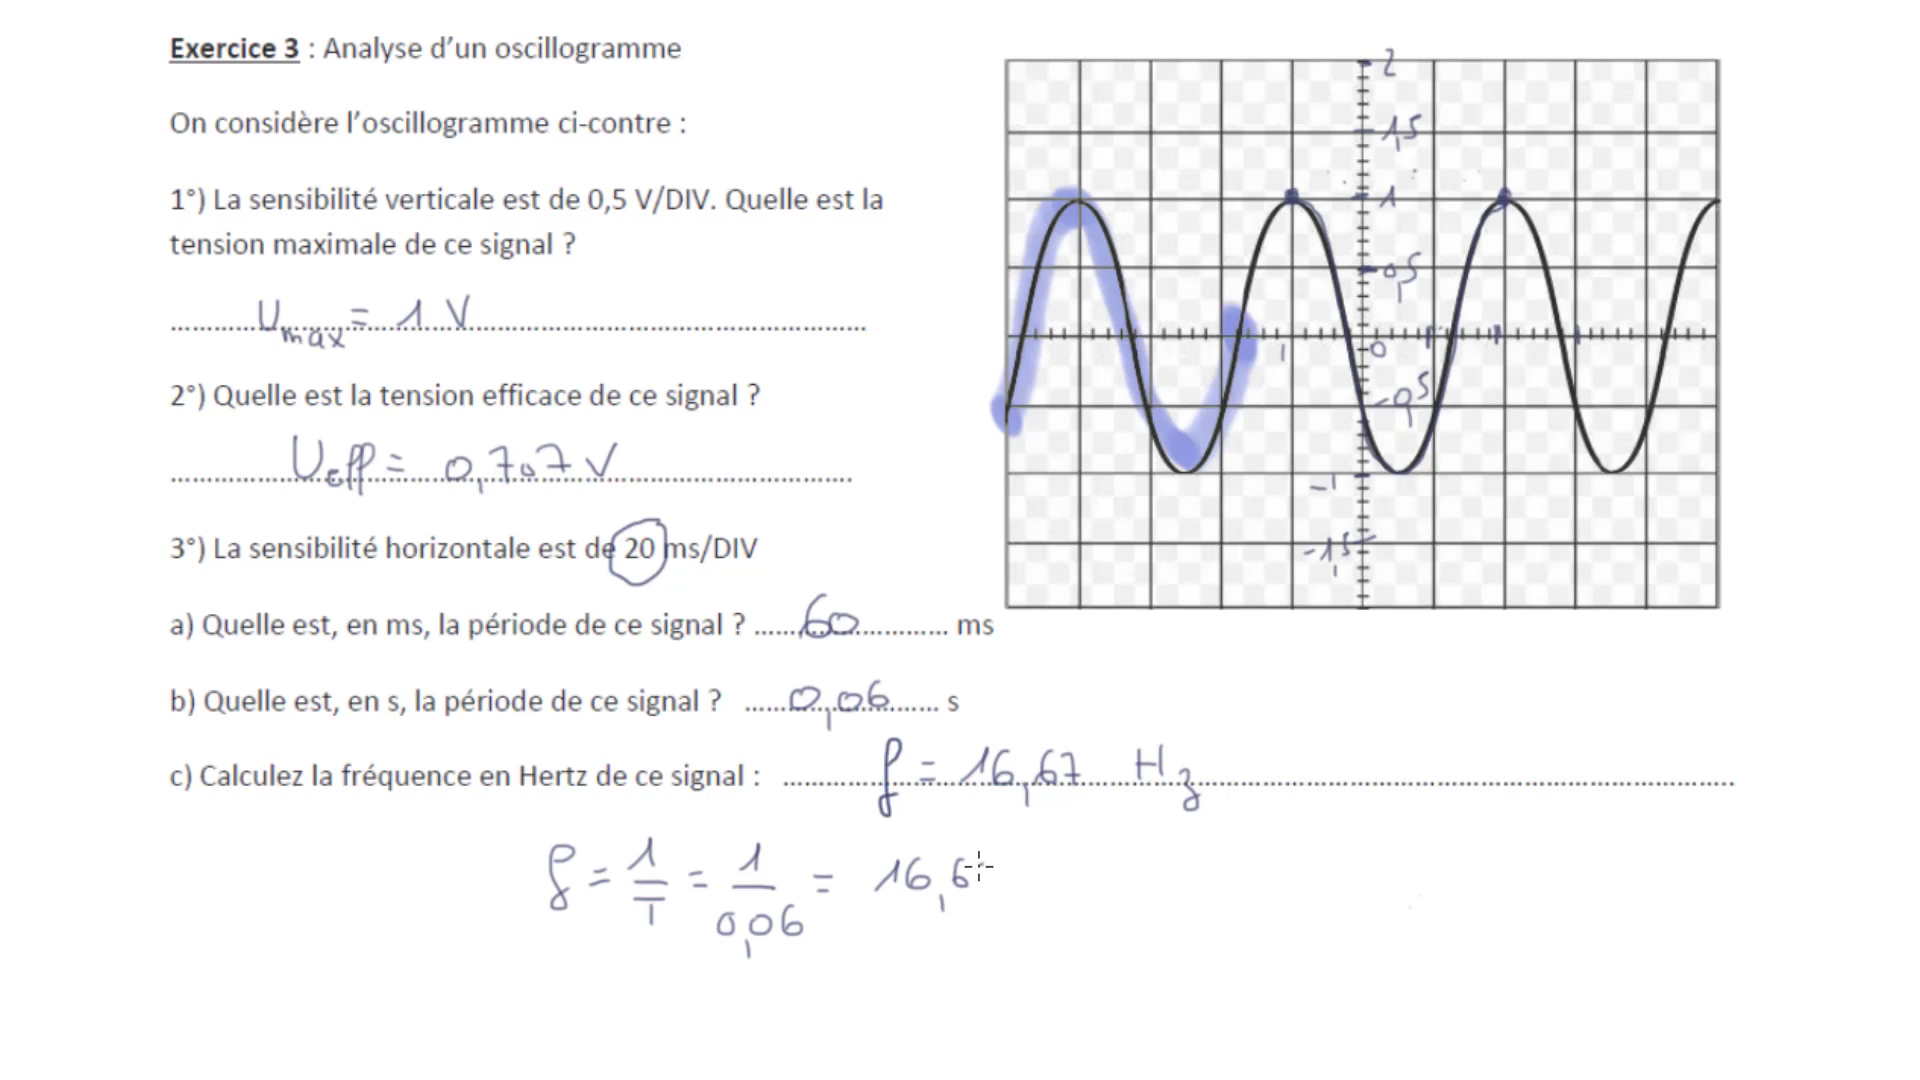 Exercice 3 : Analyse d'un oscillogramme
On considère l'oscillogramme ci-contre :
1°) La sensibilité verticale est de 0,5 V/DIV. Quelle est la
tension maximale de ce signal ?
Umax = 1 V
2°) Quelle est la tension efficace de ce signal ?
Ueff = 0,707 V
3°) La sensibilité horizontale est de 20 ms/DIV
a) Quelle est, en ms, la période de ce signal ? ........60............ ms
b) Quelle est, en s, la période de ce signal ? ......0,06....... s
c) Calculez la fréquence en Hertz de ce signal : .......... f = 16,67 Hz ..........
f = 1/T = 1/0,06 = 16,6
2
1,5
1
0,5
0
-0,5
-1
-1,5